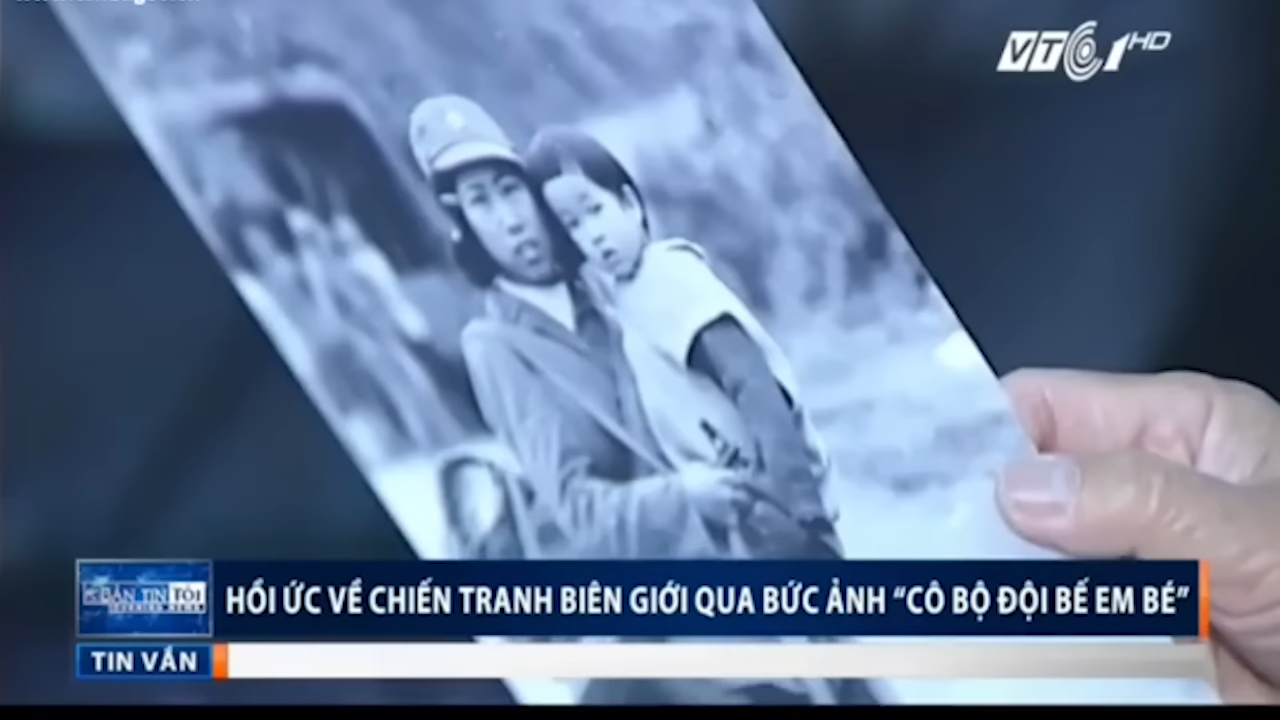 VTC1 HD
HỒI ỨC VỀ CHIẾN TRANH BIÊN GIỚI QUA BỨC ẢNH “CÔ BỘ ĐỘI BẾ EM BÉ”
BẢN TIN TỐI
TIN VẮN